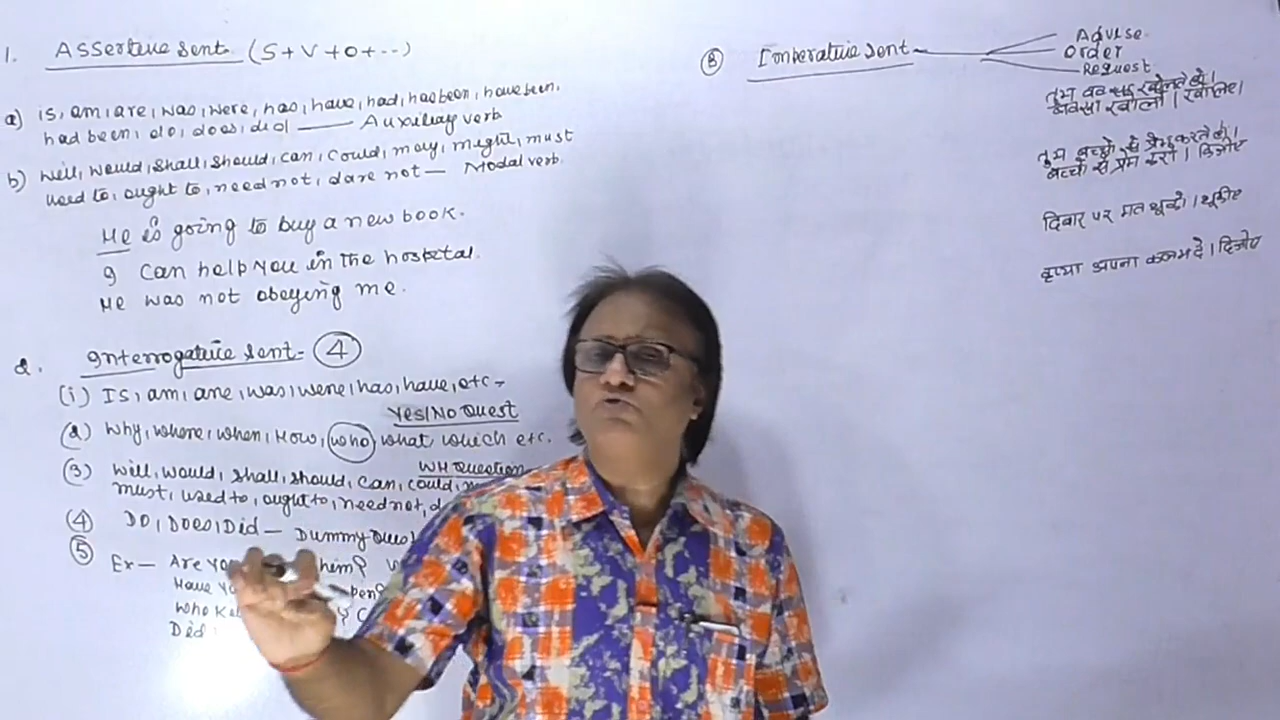 1. Assertive Sent. (S+V+O+--)
a) is, am, are, was, were, has, have, had, has been, have been,
had been, do, does, did —— Auxiliary verb
b) Will, would, shall, should, can, could, may, might, must
used to, ought to, need not, dare not — Modal verb.
He is going to buy a new book.
I can help you in the hospital.
He was not obeying me.
2. Interrogative Sent- 4
(i) Is, am, are, was, were, has, have, etc -
Yes/No Quest
(2) Why, where, when, How, who, what which etc.
WH Question
(3) Will, would, shall, should, can, could,
must, used to, ought to, need not,
(4) Do, Does, Did — Dummy
(5) Ex— Are him?
Have pen?
Who
Did
(3) Imperative Sent
Advise
Order
Request
तुम बक्सा खोलते हो।
बक्सा खोलो। खोलिए।
तुम बच्चों से प्रेम करते हो।
बच्चों से प्रेम करो। किजीए
दिवार पर मत थूको। थूकीए
कृप्या अपना कलम दे। दिजीए